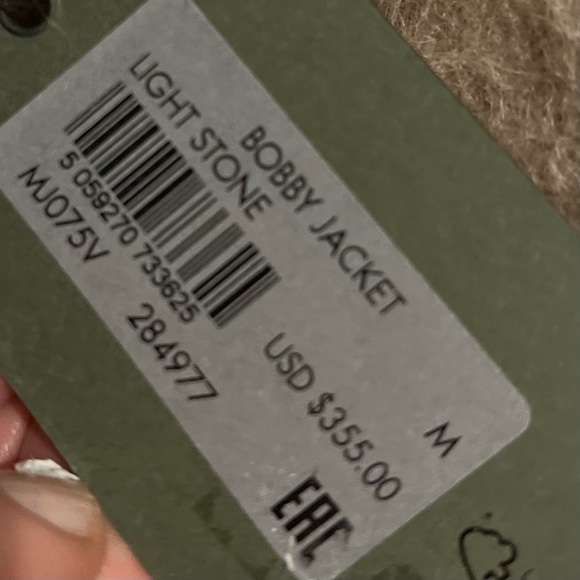 BOBBY JACKET
LIGHT STONE
5 059270 733625
MJ075V 284977
M
USD $355.00
EAC